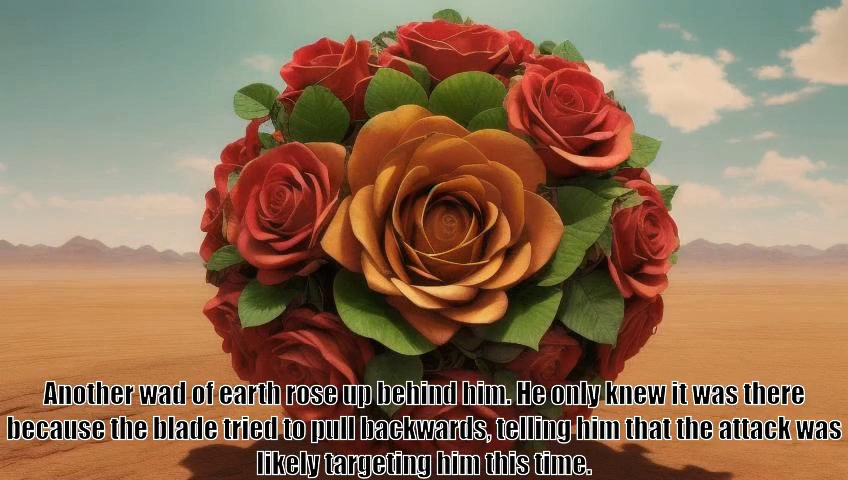 Another wad of earth rose up behind him. He only knew it was there
because the blade tried to pull backwards, telling him that the attack was
likely targeting him this time.